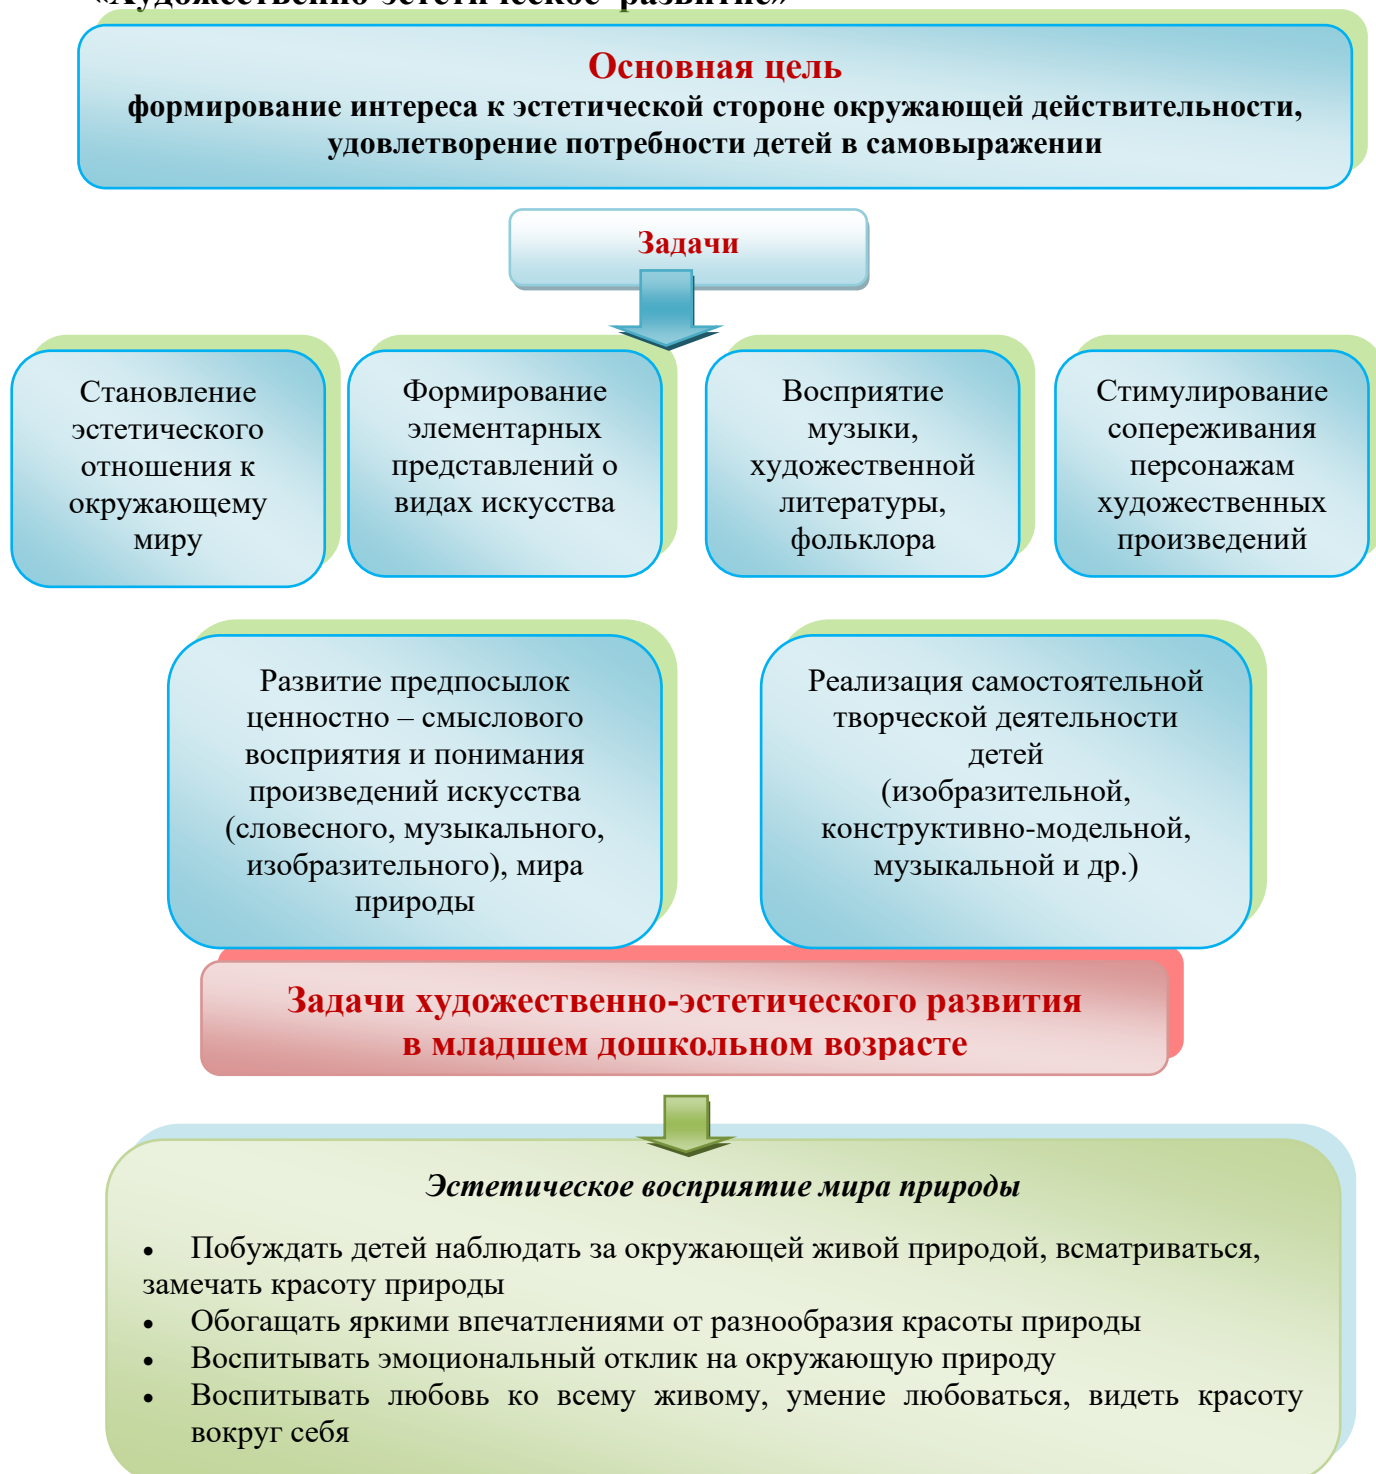 «Художественно-эстетическое развитие»
Основная цель
формирование интереса к эстетической стороне окружающей действительности,
удовлетворение потребности детей в самовыражении
Задачи
Становление
эстетического
отношения к
окружающему
миру
Формирование
элементарных
представлений о
видах искусства
Восприятие
музыки,
художественной
литературы,
фольклора
Стимулирование
сопереживания
персонажам
художественных
произведений
Развитие предпосылок
ценностно – смыслового
восприятия и понимания
произведений искусства
(словесного, музыкального,
изобразительного), мира
природы
Реализация самостоятельной
творческой деятельности
детей
(изобразительной,
конструктивно-модельной,
музыкальной и др.)
Задачи художественно-эстетического развития
в младшем дошкольном возрасте
Эстетическое восприятие мира природы
• Побуждать детей наблюдать за окружающей живой природой, всматриваться,
замечать красоту природы
• Обогащать яркими впечатлениями от разнообразия красоты природы
• Воспитывать эмоциональный отклик на окружающую природу
• Воспитывать любовь ко всему живому, умение любоваться, видеть красоту
вокруг себя